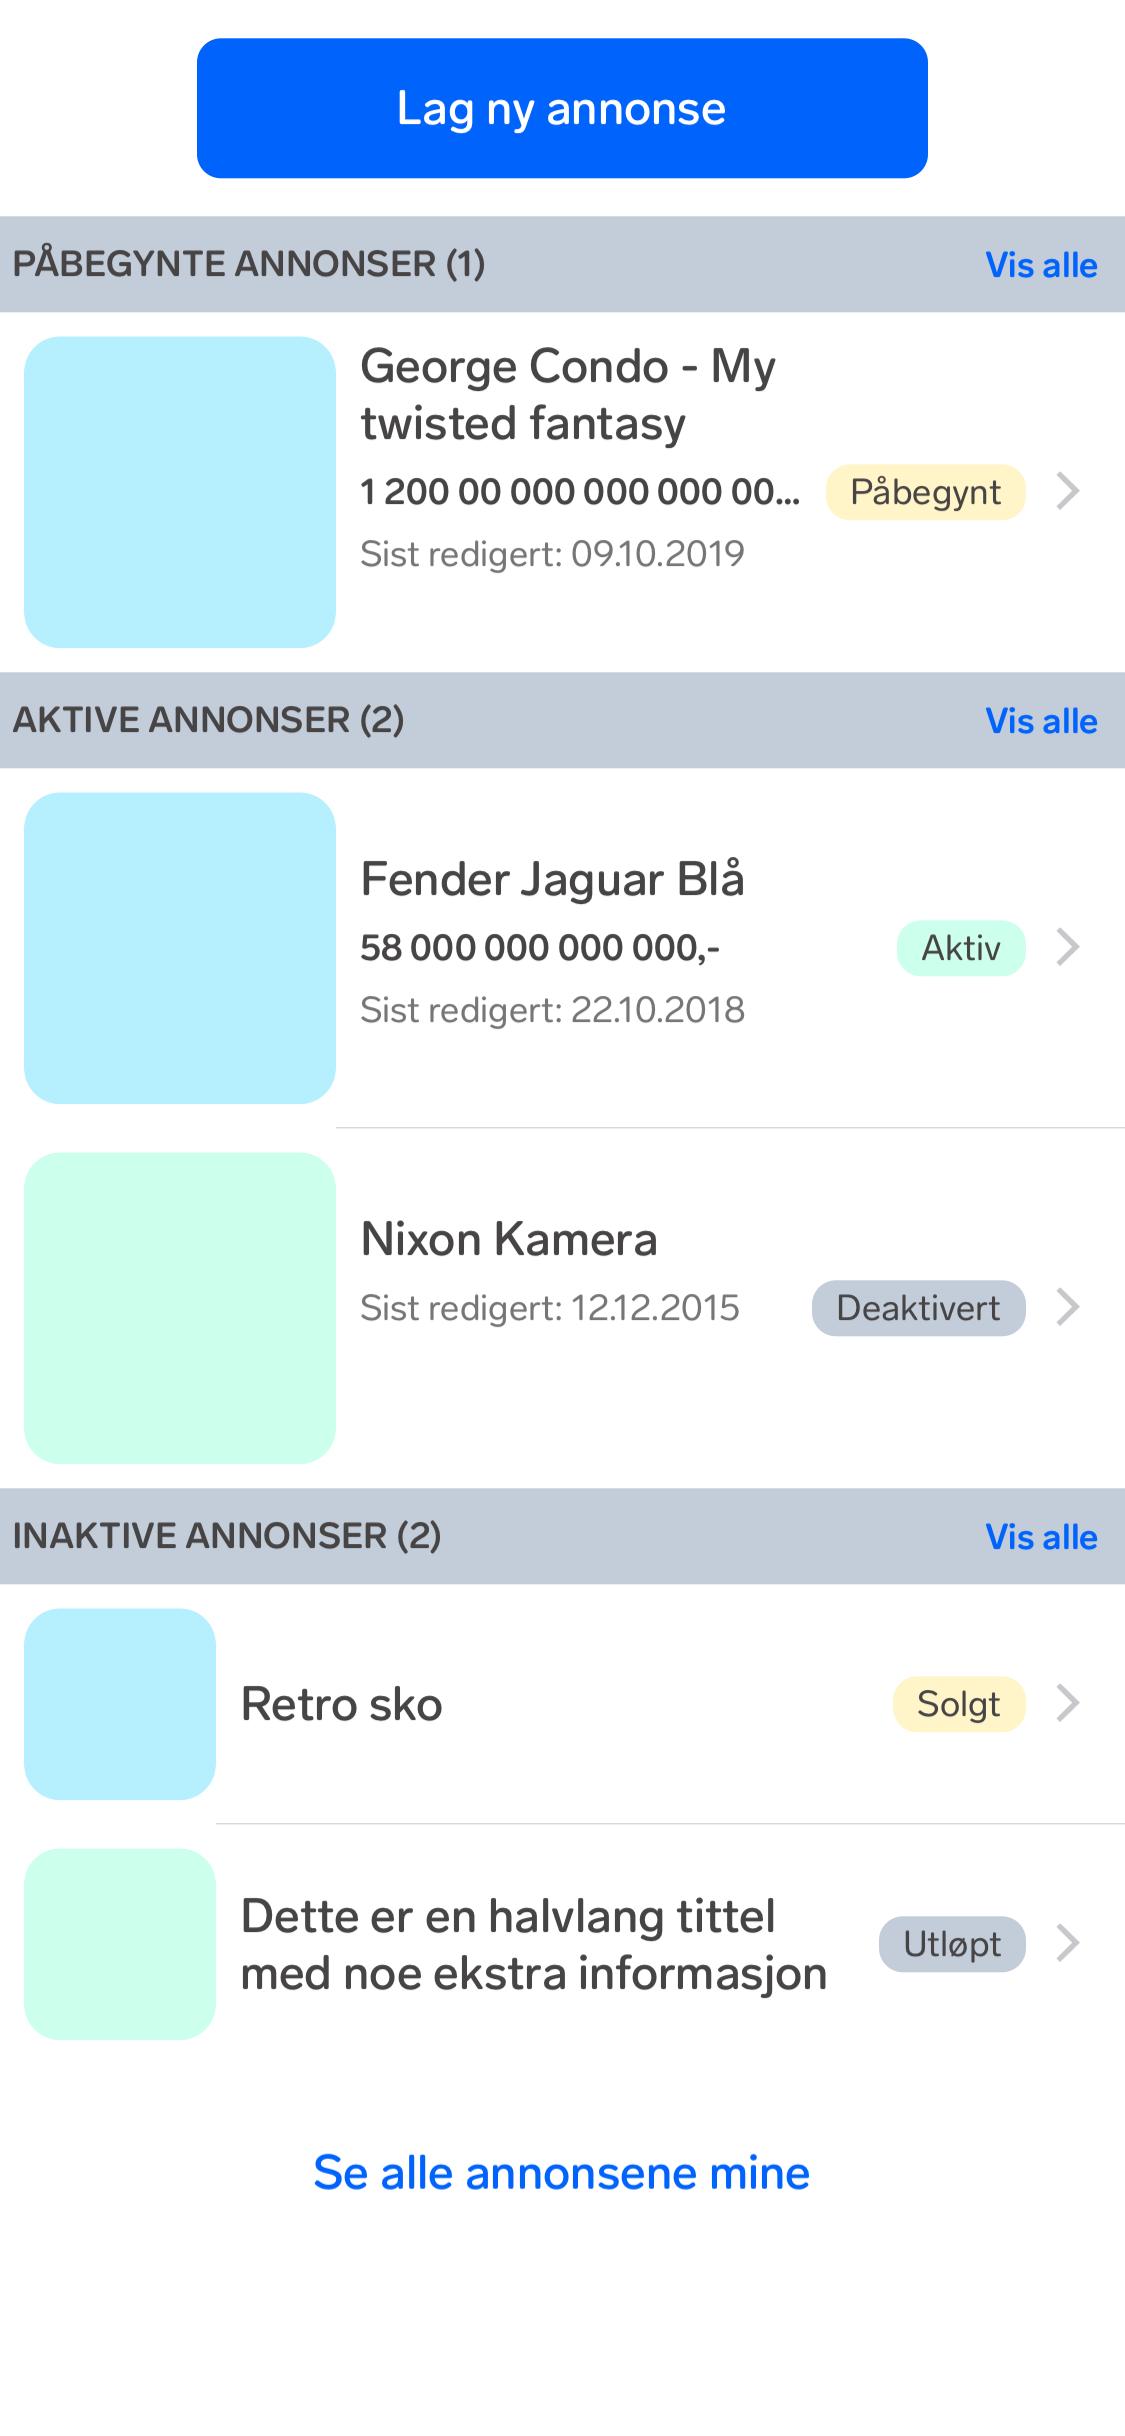 Lag ny annonse
PÅBEGYNTE ANNONSER (1)
Vis alle
George Condo - My
twisted fantasy
1 200 00 000 000 000 00...
Påbegynt
Sist redigert: 09.10.2019
AKTIVE ANNONSER (2)
Vis alle
Fender Jaguar Blå
58 000 000 000 000,-
Aktiv
Sist redigert: 22.10.2018
Nixon Kamera
Sist redigert: 12.12.2015
Deaktivert
INAKTIVE ANNONSER (2)
Vis alle
Retro sko
Solgt
Dette er en halvlang tittel
med noe ekstra informasjon
Utløpt
Se alle annonsene mine